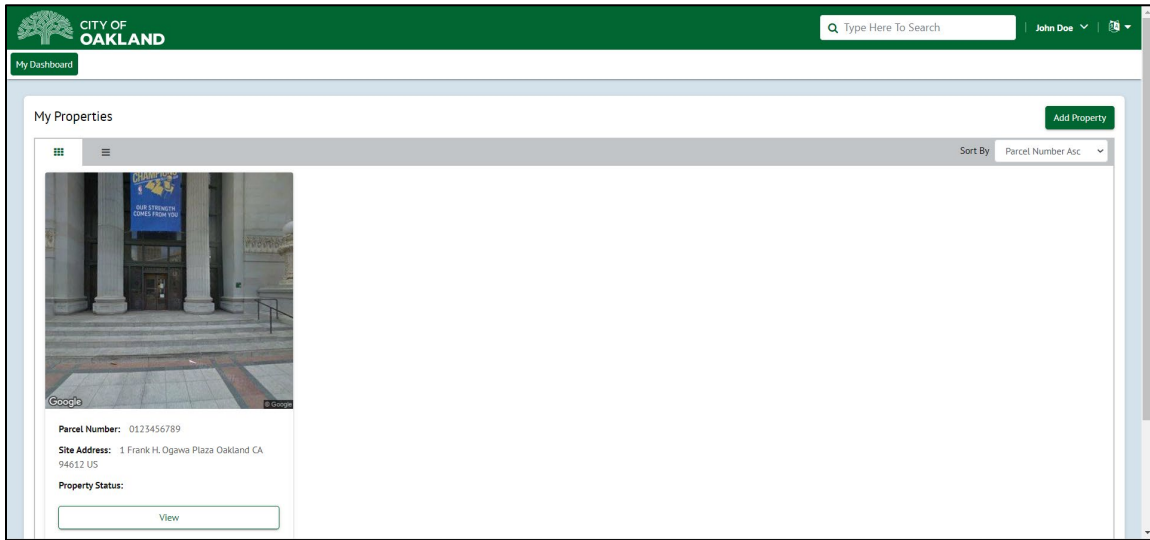 CITY OF
OAKLAND
Type Here To Search
John Doe
My Dashboard
My Properties
Add Property
Sort By
Parcel Number Asc
CHAMPIONS
OUR STRENGTH
COMES FROM YOU
Google
© Google
Parcel Number: 0123456789
Site Address: 1 Frank H. Ogawa Plaza Oakland CA
94612 US
Property Status:
View